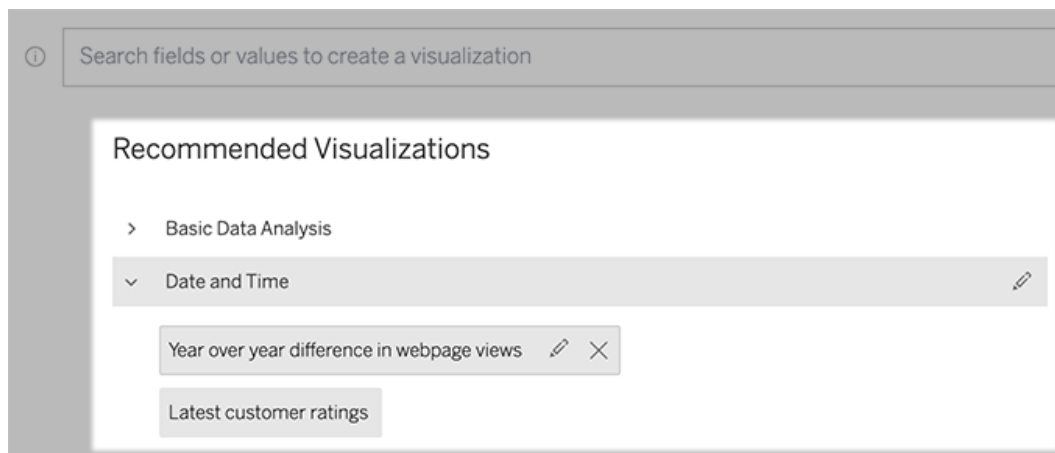 Search fields or values to create a visualization
Recommended Visualizations
Basic Data Analysis
Date and Time
Year over year difference in webpage views
Latest customer ratings